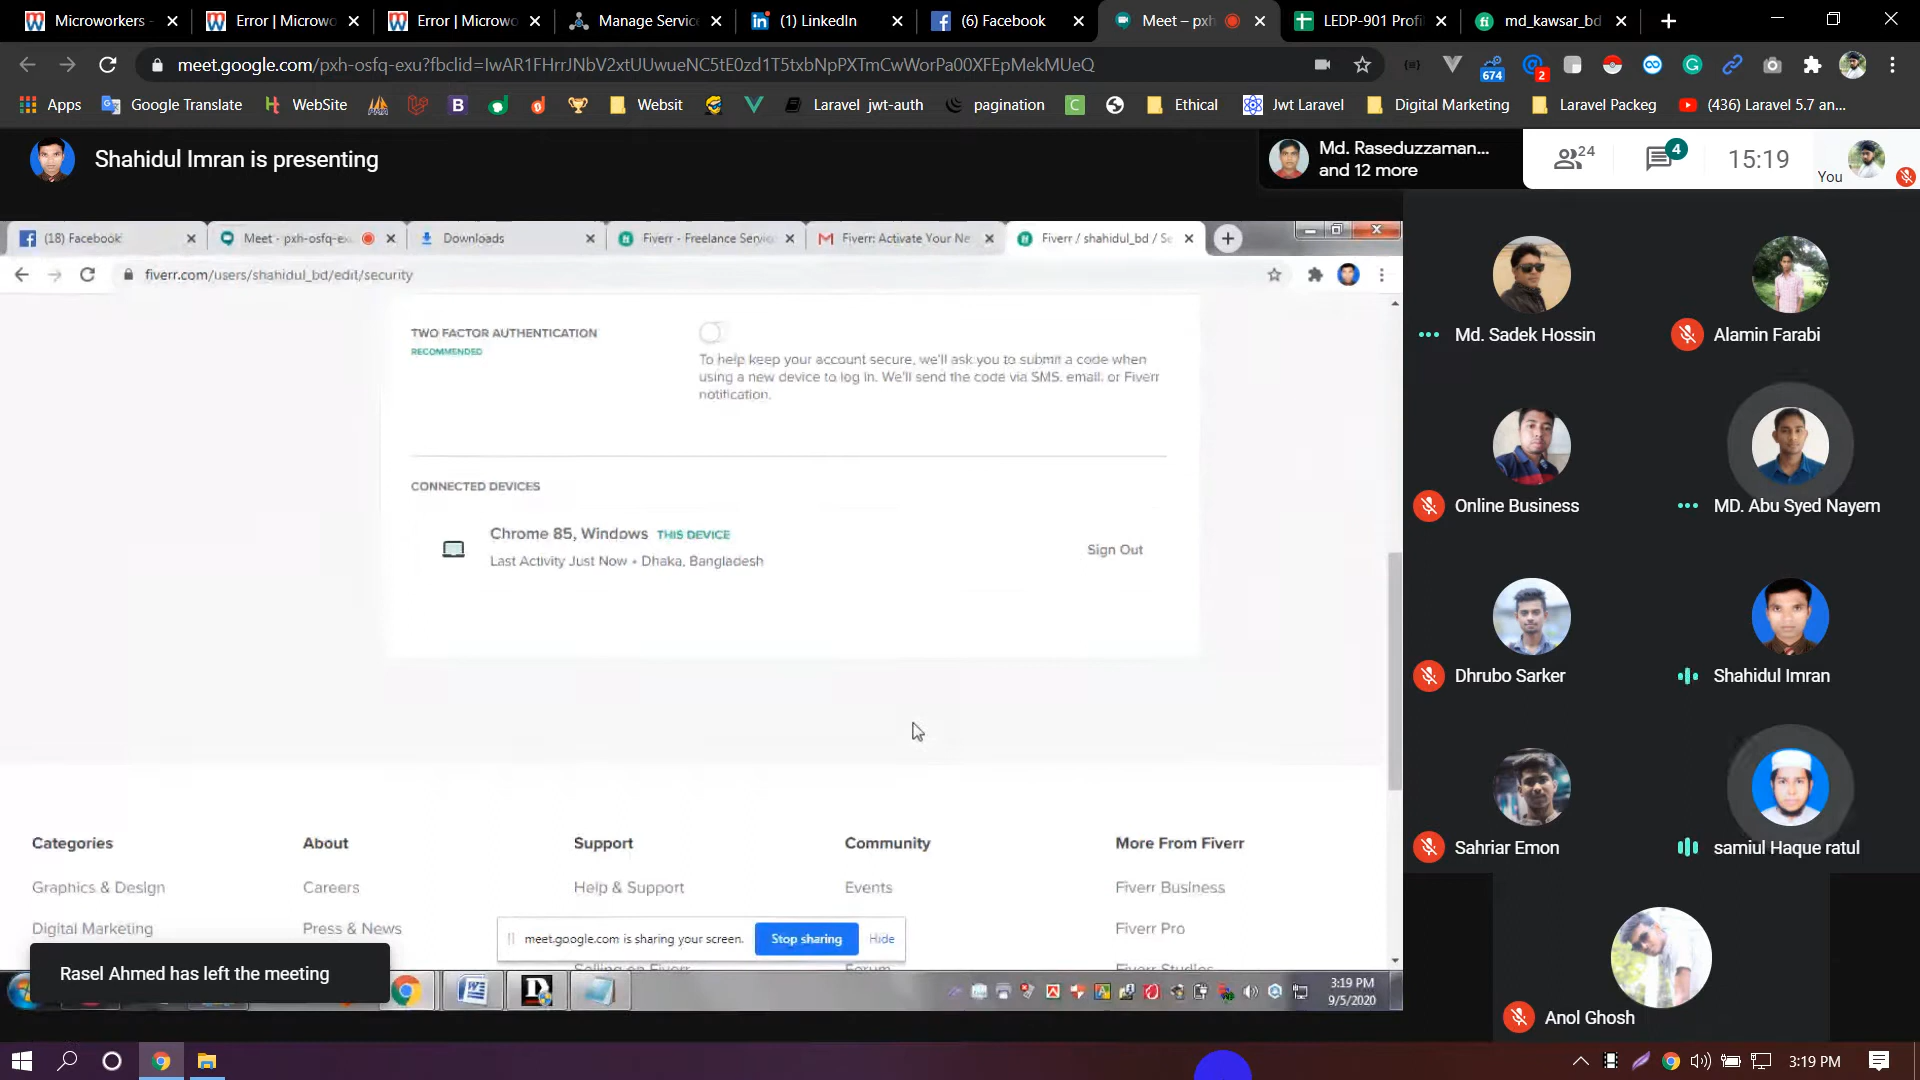 Microworkers -
Error | Microwo
Error | Microwo
Manage Servic
(1) LinkedIn
(6) Facebook
Meet – pxh
LEDP-901 Profi
md_kawsar_bd
meet.google.com/pxh-osfq-exu?fbclid=IwAR1FHrrJNbV2xtUUwueNC5tE0zd1T5txbNpPXTmCwWorPa00XFEpMekMUeQ
674
2
Apps
Google Translate
WebSite
Websit
Laravel jwt-auth
pagination
Ethical
Jwt Laravel
Digital Marketing
Laravel Packeg
(436) Laravel 5.7 an...
Shahidul Imran is presenting
Md. Raseduzzaman...
and 12 more
24
4
15:19
You
(18) Facebook
Meet - pxh-osfq-ex
Downloads
Fiverr - Freelance Servic
Fiverr: Activate Your Ne
Fiverr / shahidul_bd / Se
fiverr.com/users/shahidul_bd/edit/security
TWO FACTOR AUTHENTICATION
RECOMMENDED
To help keep your account secure, we'll ask you to submit a code when
using a new device to log in. We'll send the code via SMS, email, or Fiverr
notification.
CONNECTED DEVICES
Chrome 85, Windows THIS DEVICE
Last Activity Just Now • Dhaka, Bangladesh
Sign Out
Categories
About
Support
Community
More From Fiverr
Graphics & Design
Careers
Help & Support
Events
Fiverr Business
Digital Marketing
Press & News
Fiverr Pro
meet.google.com is sharing your screen.
Stop sharing
Hide
Selling on Fiverr
Forum
Fiverr Studios
Rasel Ahmed has left the meeting
3:19 PM
9/5/2020
Md. Sadek Hossin
Alamin Farabi
Online Business
MD. Abu Syed Nayem
Dhrubo Sarker
Shahidul Imran
Sahriar Emon
samiul Haque ratul
Anol Ghosh
3:19 PM